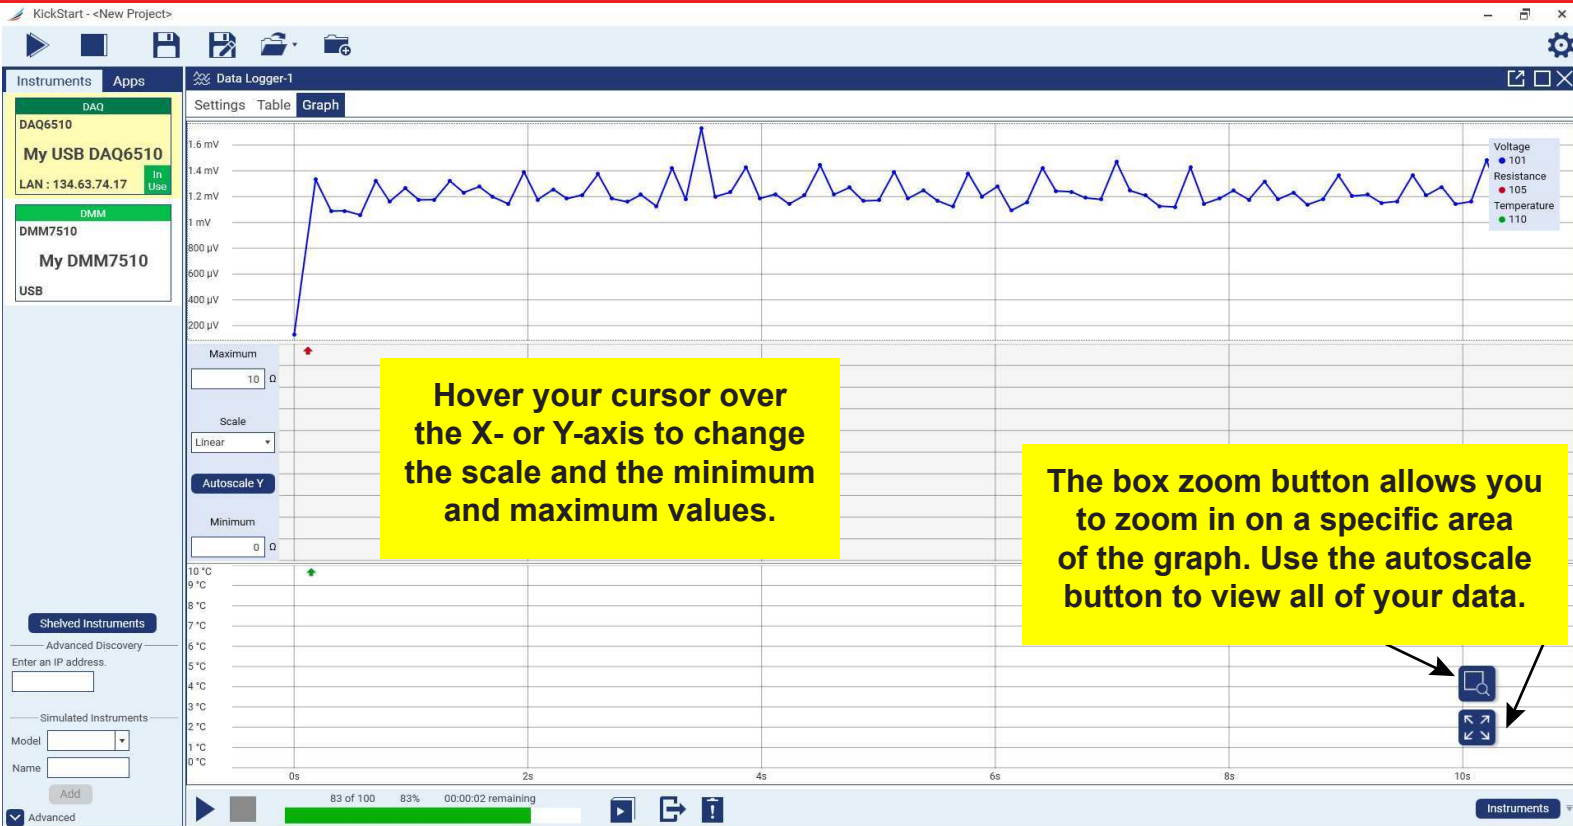 KickStart - <New Project>
Instruments Apps
DAQ
DAQ6510
My USB DAQ6510
LAN : 134.63.74.17
In
Use
DMM
DMM7510
My DMM7510
USB
Shelved Instruments
Advanced Discovery
Enter an IP address.
Simulated Instruments
Model
Name
Add
Advanced
Data Logger-1
Settings Table Graph
1.6 mV
1.4 mV
1.2 mV
1 mV
800 µV
600 µV
400 µV
200 µV
Voltage
101
Resistance
105
Temperature
110
Maximum
10 Ω
Scale
Linear
Autoscale Y
Minimum
0 Ω
Hover your cursor over
the X- or Y-axis to change
the scale and the minimum
and maximum values.
The box zoom button allows you
to zoom in on a specific area
of the graph. Use the autoscale
button to view all of your data.
10 °C
9 °C
8 °C
7 °C
6 °C
5 °C
4 °C
3 °C
2 °C
1 °C
0 °C
0s 2s 4s 6s 8s 10s
83 of 100 83% 00:00:02 remaining
Instruments